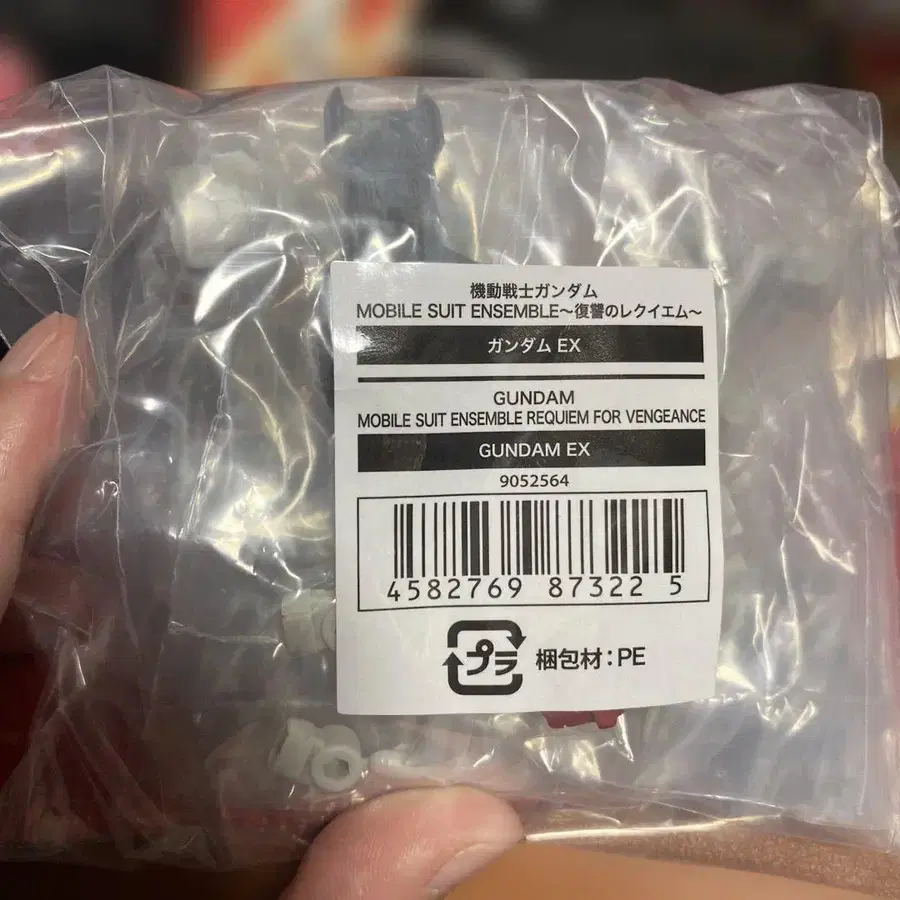 機動戦士ガンダム
MOBILE SUIT ENSEMBLE～復讐のレクイエム～
ガンダム EX
GUNDAM
MOBILE SUIT ENSEMBLE REQUIEM FOR VENGEANCE
GUNDAM EX
9052564
4582769 87322 5
プラ 梱包材：PE